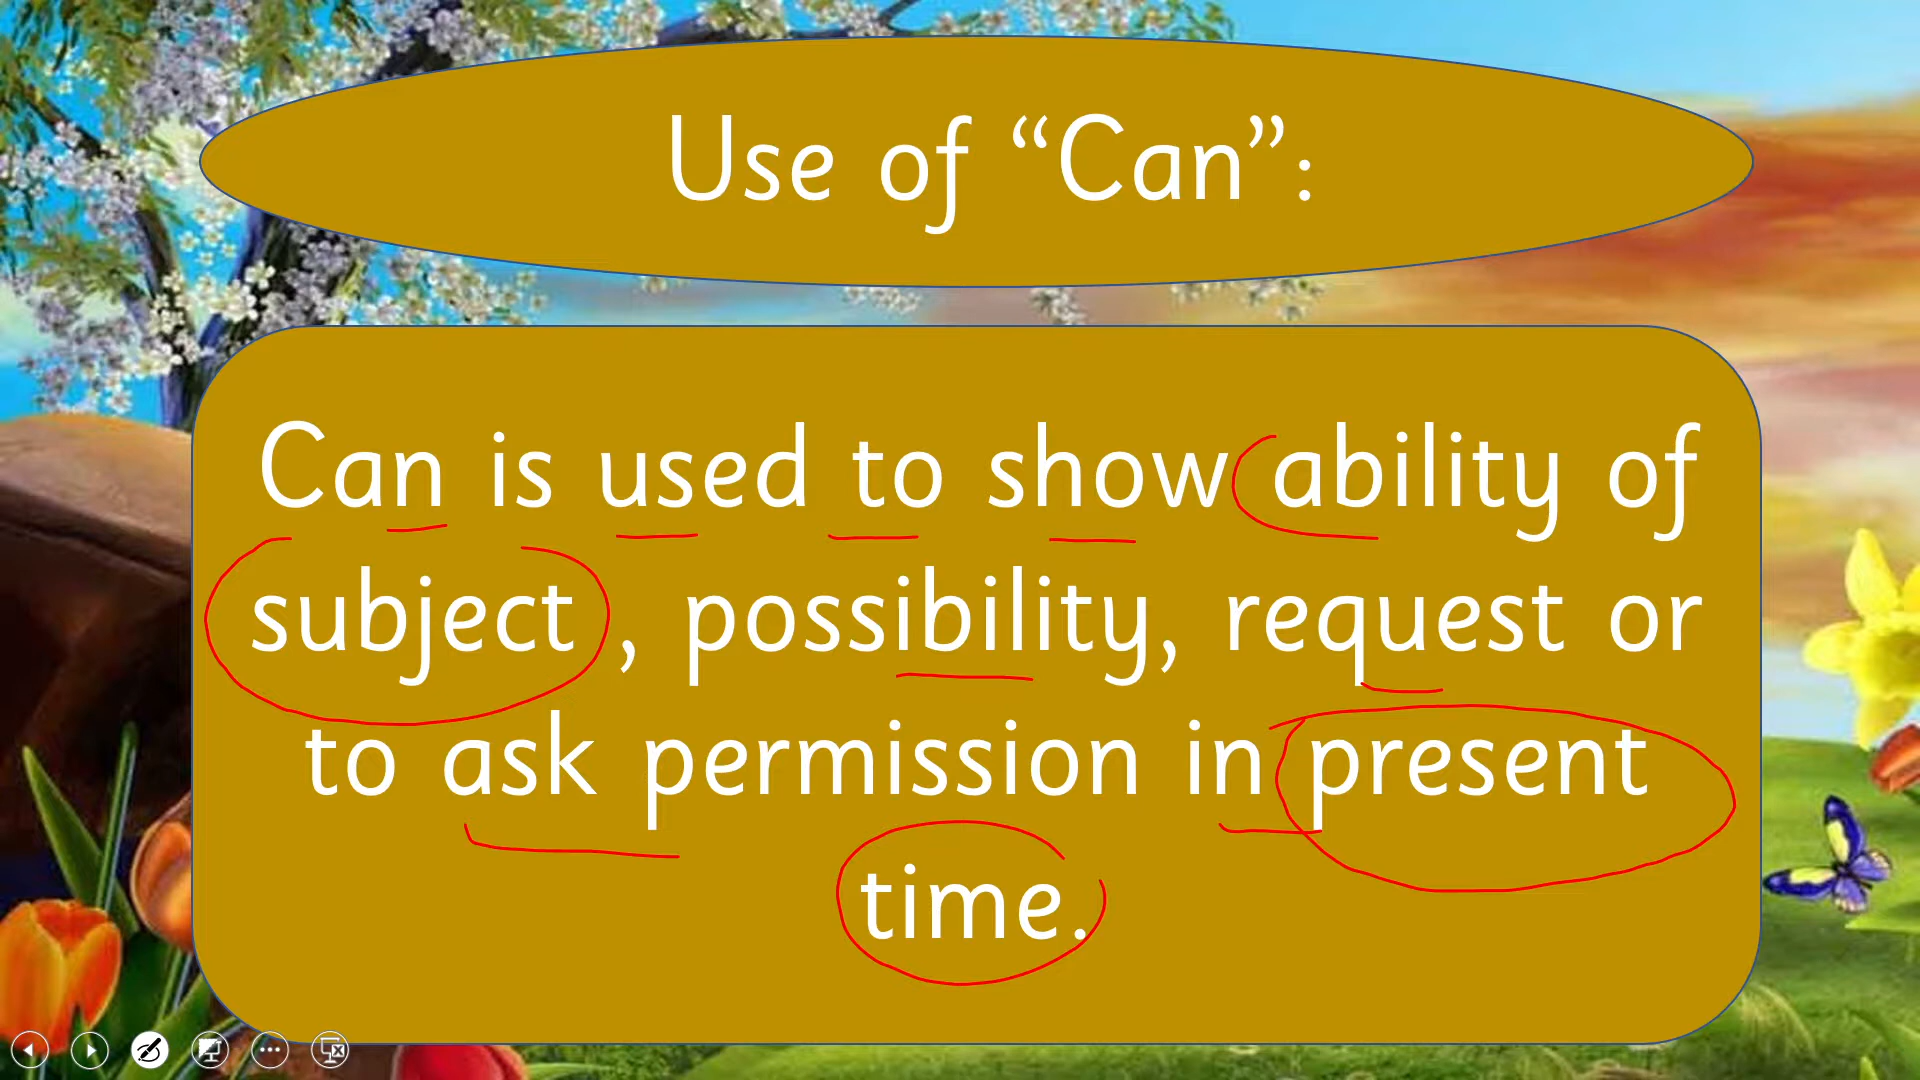 Use of “Can”:
Can is used to show ability of
subject , possibility, request or
to ask permission in present
time.